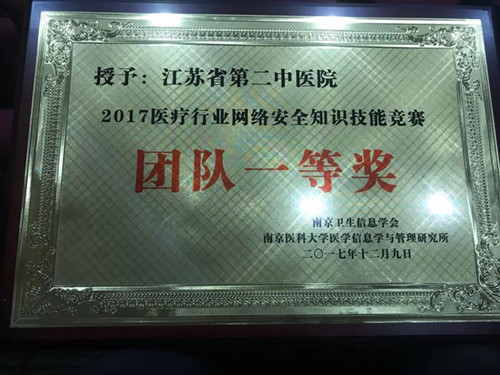 授予：江苏省第二中医院
2017医疗行业网络安全知识技能竞赛
团队一等奖
南京卫生信息学会
南京医科大学医学信息学与管理研究所
二〇一七年十二月九日